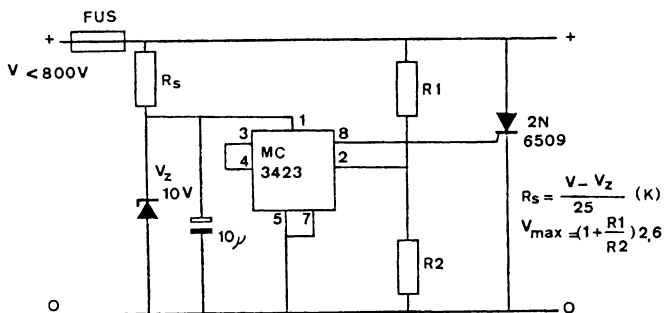 FUS
+
+
V <800V
Rs
R1
1
3
8
2N
6509
MC
3423
4
2
Vz
10V
Rs = V - Vz / 25 (K)
5
7
10μ
Vmax =(1+ R1 / R2 ) 2,6
R2
O
O